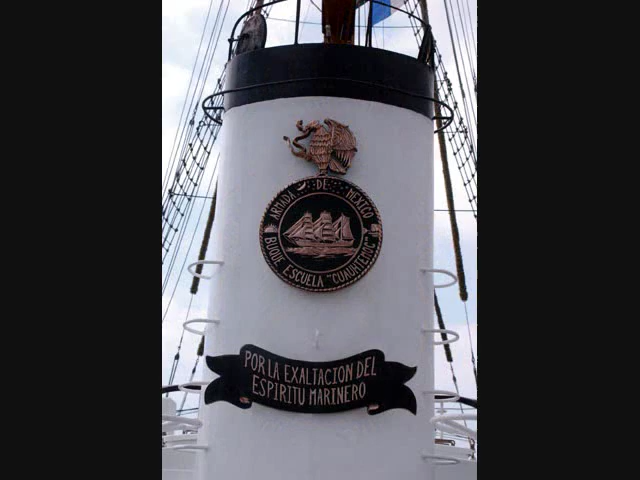 ARMADA DE MEXICO
BUQUE ESCUELA "CUAUHTEMOC"
POR LA EXALTACION DEL
ESPIRITU MARINERO